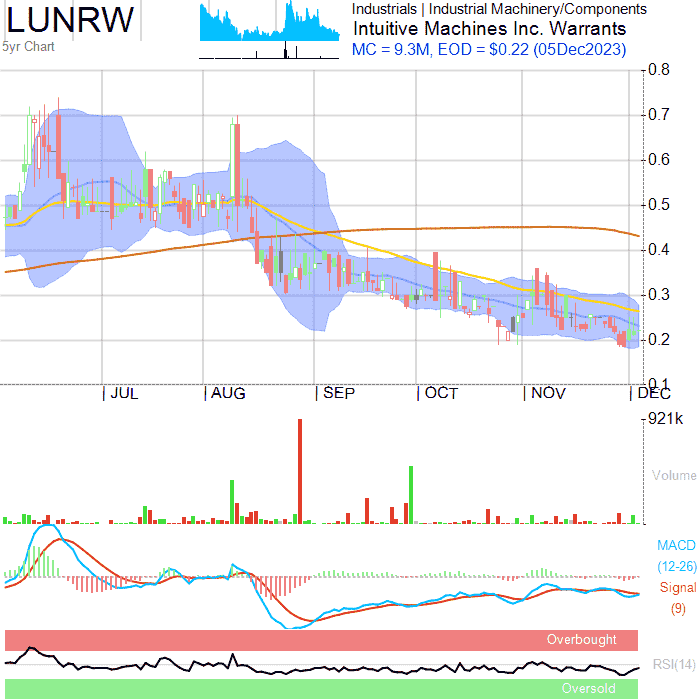 LUNRW
5yr Chart
Industrials | Industrial Machinery/Components
Intuitive Machines Inc. Warrants
MC = 9.3M, EOD = $0.22 (05Dec2023)
0.8
0.7
0.6
0.5
0.4
0.3
0.2
0.1
JUL
AUG
SEP
OCT
NOV
DEC
921k
Volume
MACD
(12-26)
Signal
(9)
Overbought
RSI(14)
Oversold